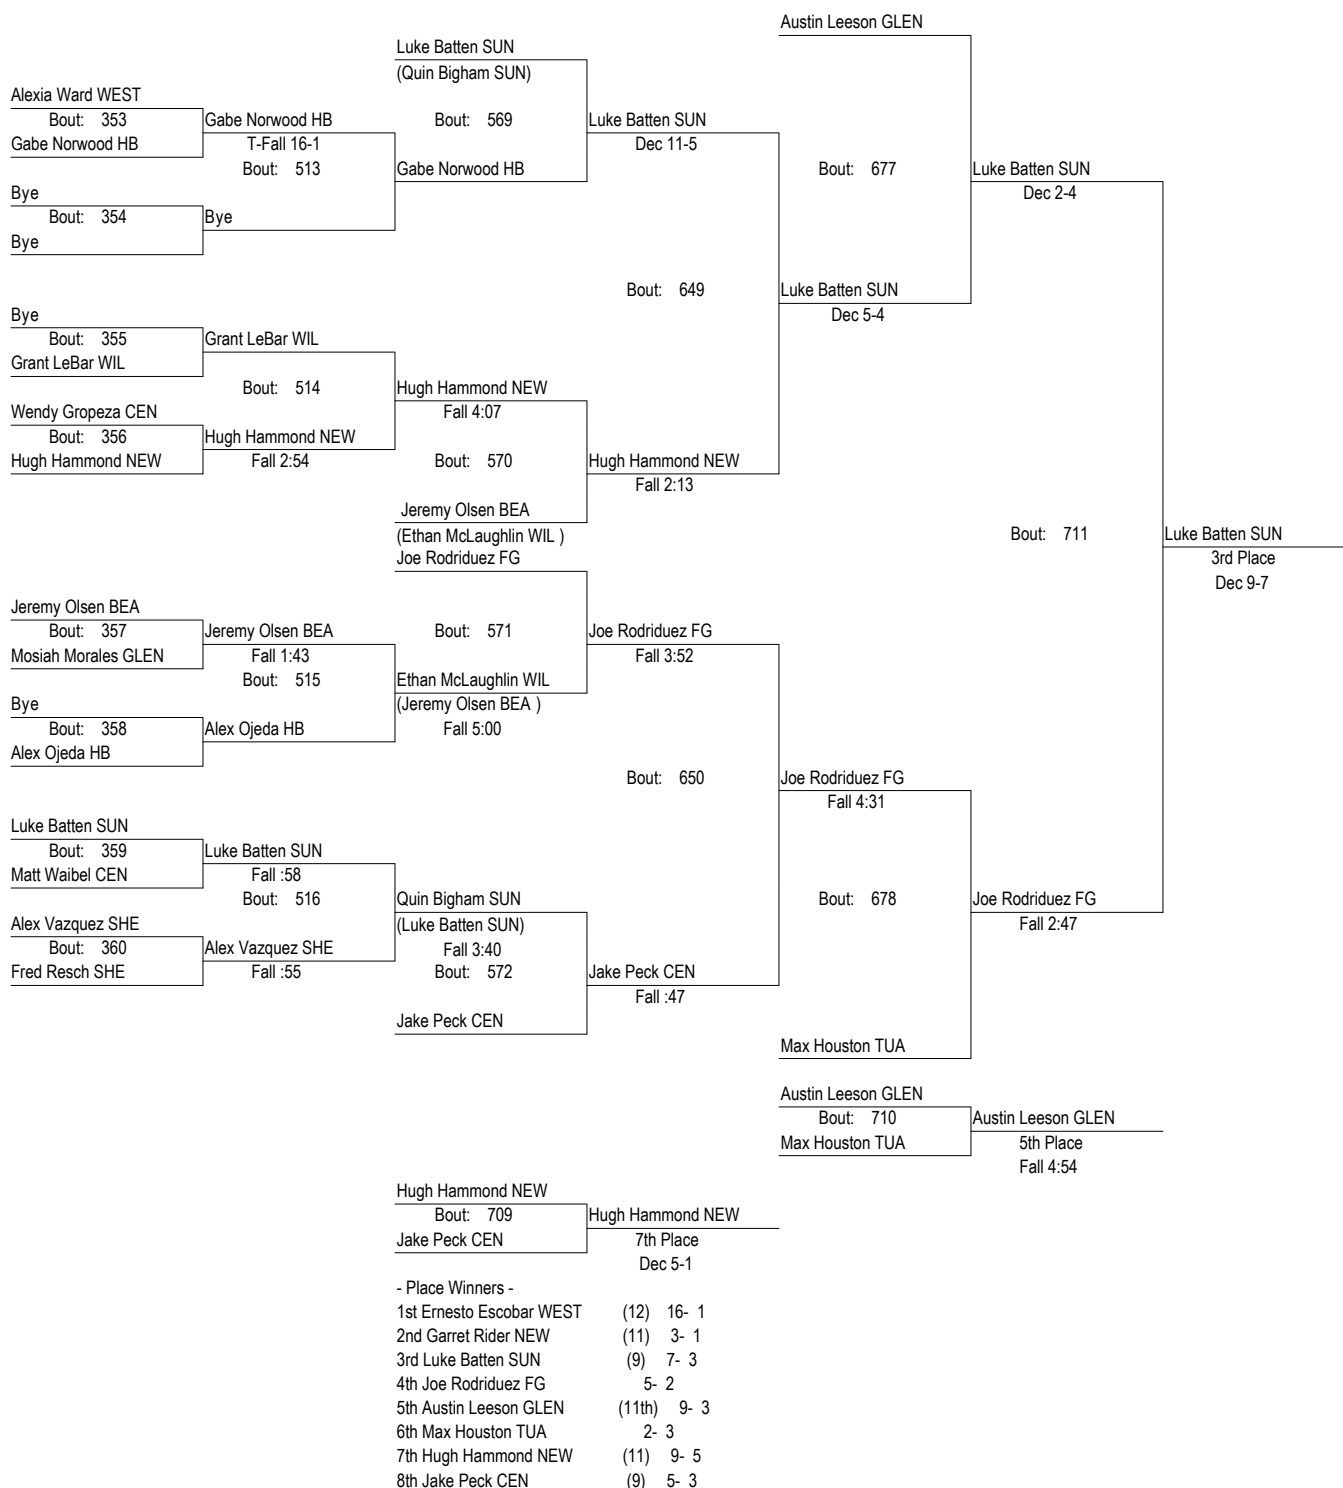 Austin Leeson GLEN
Luke Batten SUN
(Quin Bigham SUN)
Alexia Ward WEST
Bout: 353 Gabe Norwood HB Bout: 569 Luke Batten SUN
Gabe Norwood HB T-Fall 16-1 Dec 11-5
Bout: 513 Gabe Norwood HB Bout: 677 Luke Batten SUN
Bye Dec 2-4
Bout: 354 Bye
Bye
Bout: 649 Luke Batten SUN
Bye Dec 5-4
Bout: 355 Grant LeBar WIL
Grant LeBar WIL
Bout: 514 Hugh Hammond NEW
Wendy Gropeza CEN Fall 4:07
Bout: 356 Hugh Hammond NEW
Hugh Hammond NEW Fall 2:54 Bout: 570 Hugh Hammond NEW
Fall 2:13
Jeremy Olsen BEA
(Ethan McLaughlin WIL ) Bout: 711 Luke Batten SUN
Joe Rodriduez FG 3rd Place
Dec 9-7
Jeremy Olsen BEA
Bout: 357 Jeremy Olsen BEA Bout: 571 Joe Rodriduez FG
Mosiah Morales GLEN Fall 1:43 Fall 3:52
Bout: 515 Ethan McLaughlin WIL
Bye (Jeremy Olsen BEA )
Bout: 358 Alex Ojeda HB Fall 5:00
Alex Ojeda HB
Bout: 650 Joe Rodriduez FG
Fall 4:31
Luke Batten SUN
Bout: 359 Luke Batten SUN
Matt Waibel CEN Fall :58
Bout: 516 Quin Bigham SUN Bout: 678 Joe Rodriduez FG
Alex Vazquez SHE (Luke Batten SUN) Fall 2:47
Bout: 360 Alex Vazquez SHE Fall 3:40
Fred Resch SHE Fall :55 Bout: 572 Jake Peck CEN
Fall :47
Jake Peck CEN
Max Houston TUA
Austin Leeson GLEN
Bout: 710 Austin Leeson GLEN
Max Houston TUA 5th Place
Fall 4:54
Hugh Hammond NEW
Bout: 709 Hugh Hammond NEW
Jake Peck CEN 7th Place
Dec 5-1
- Place Winners -
1st Ernesto Escobar WEST (12) 16- 1
2nd Garret Rider NEW (11) 3- 1
3rd Luke Batten SUN (9) 7- 3
4th Joe Rodriduez FG 5- 2
5th Austin Leeson GLEN (11th) 9- 3
6th Max Houston TUA 2- 3
7th Hugh Hammond NEW (11) 9- 5
8th Jake Peck CEN (9) 5- 3